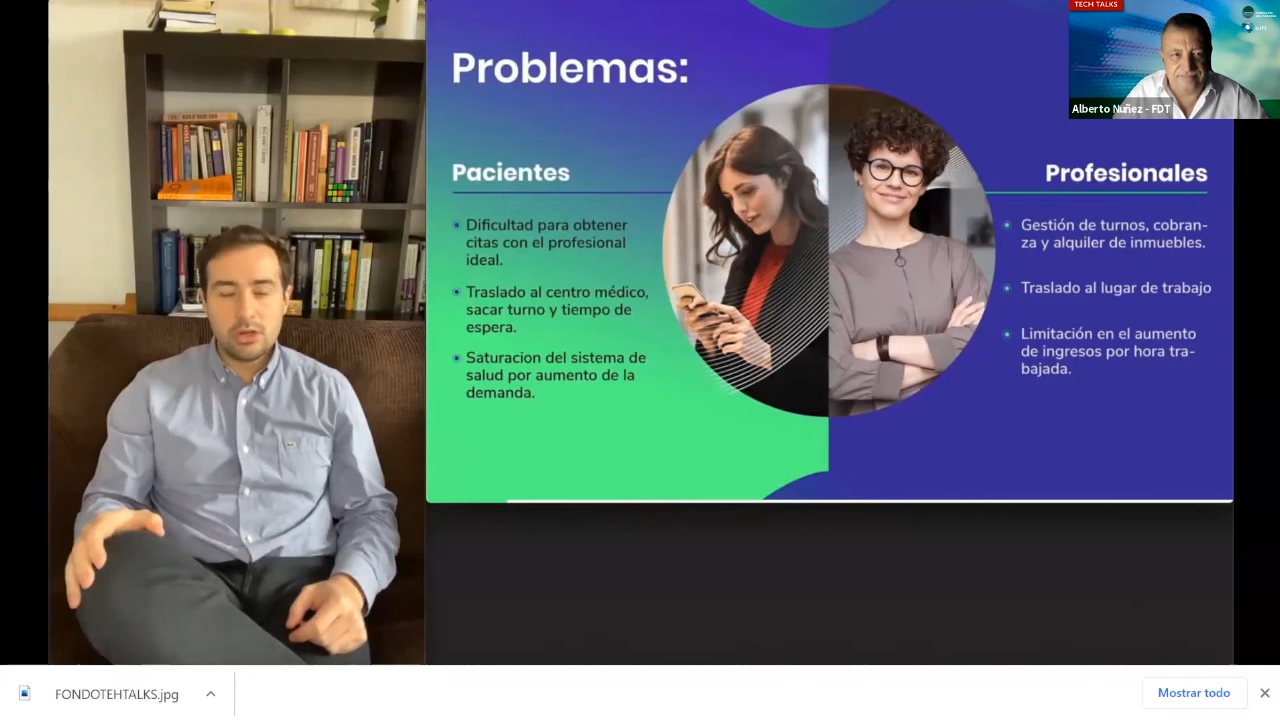 TECH TALKS
Alberto Nuñez - FDT
Problemas:
Pacientes
Dificultad para obtener
citas con el profesional
ideal.
Traslado al centro médico,
sacar turno y tiempo de
espera.
Saturacion del sistema de
salud por aumento de la
demanda.
Profesionales
Gestión de turnos, cobran-
za y alquiler de inmuebles.
Traslado al lugar de trabajo
Limitación en el aumento
de ingresos por hora tra-
bajada.
SUPERBETTER
FONDOTEHTALKS.jpg
Mostrar todo